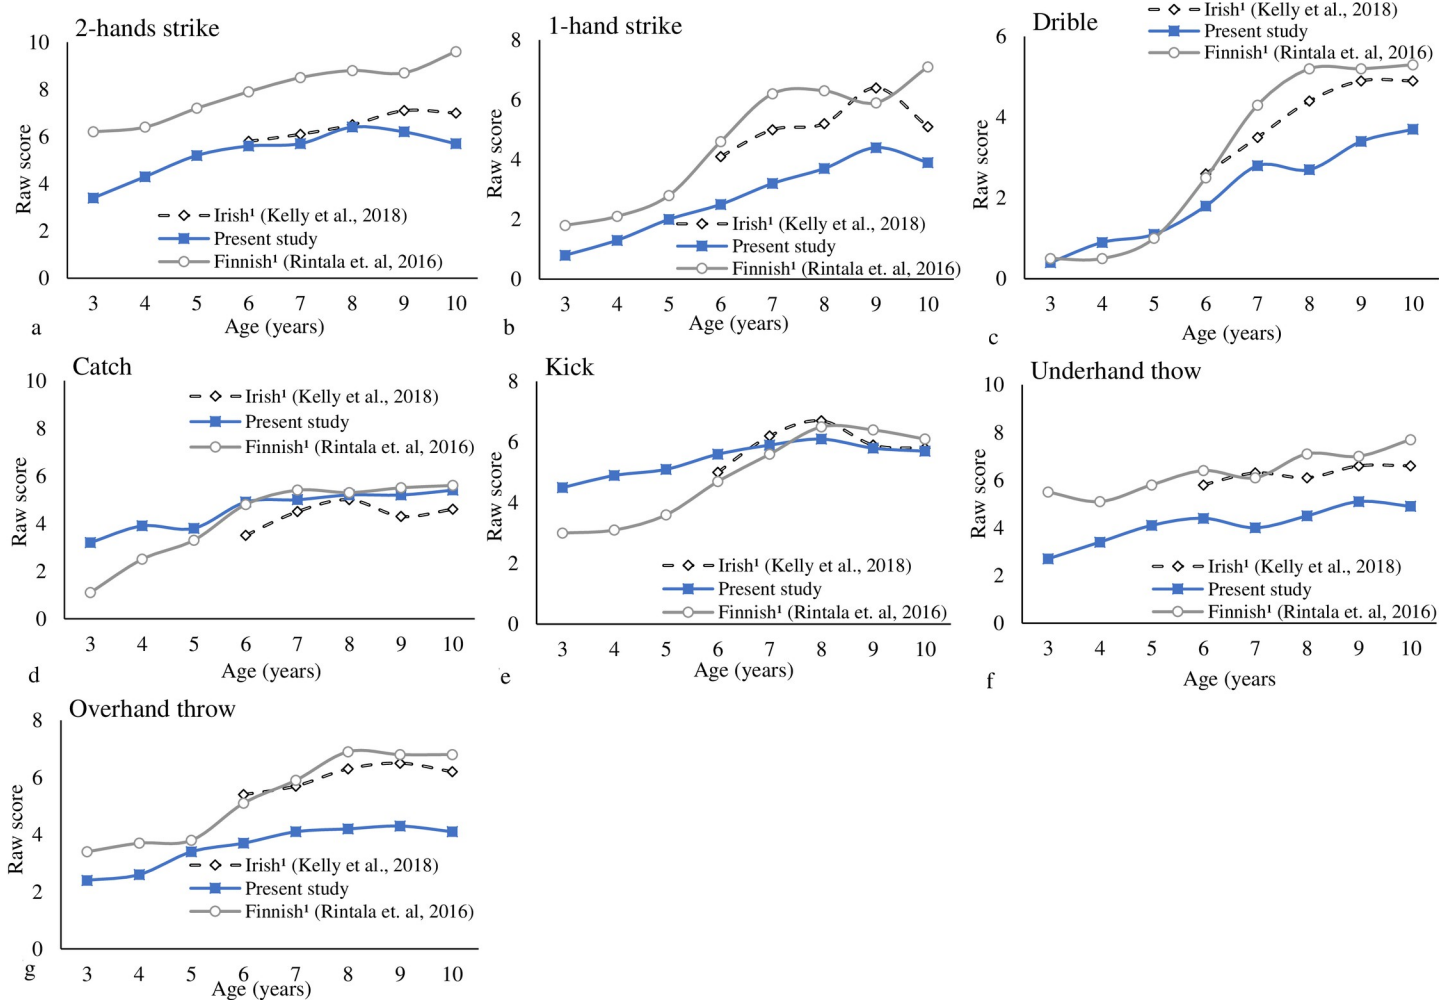 2-hands strike
10
8
6
4
2
0
Raw score
Irish¹ (Kelly et al., 2018)
Present study
Finnish¹ (Rintala et. al, 2016)
3 4 5 6 7 8 9 10
Age (years)
a
1-hand strike
8
6
4
2
0
Raw score
Irish¹ (Kelly et al., 2018)
Present study
Finnish¹ (Rintala et. al, 2016)
3 4 5 6 7 8 9 10
Age (years)
b
Drible
Irish¹ (Kelly et al., 2018)
Present study
Finnish¹ (Rintala et. al, 2016)
6
4
2
0
Raw score
3 4 5 6 7 8 9 10
Age (years)
c
Catch
10
8
6
4
2
0
Raw score
Irish¹ (Kelly et al., 2018)
Present study
Finnish¹ (Rintala et. al, 2016)
3 4 5 6 7 8 9 10
Age (years)
d
Kick
8
6
4
2
0
Raw score
Irish¹ (Kelly et al., 2018)
Present study
Finnish¹ (Rintala et. al, 2016)
3 4 5 6 7 8 9 10
Age (years)
e
Underhand thow
10
8
6
4
2
0
Raw score
Irish¹ (Kelly et al., 2018)
Present study
Finnish¹ (Rintala et. al, 2016)
3 4 5 6 7 8 9 10
Age (years
f
Overhand throw
8
6
4
2
0
Raw score
Irish¹ (Kelly et al., 2018)
Present study
Finnish¹ (Rintala et. al, 2016)
3 4 5 6 7 8 9 10
Age (years)
g